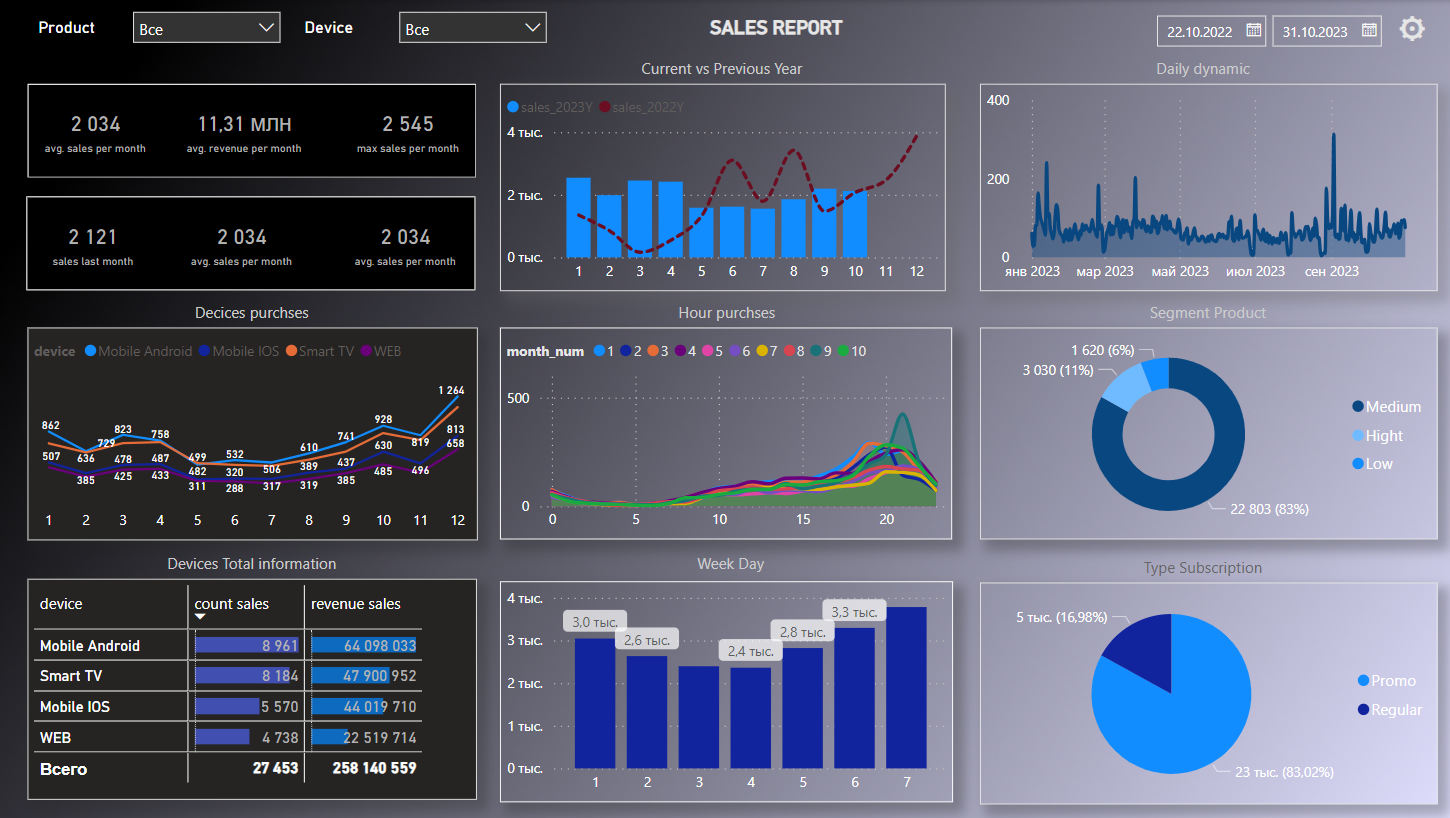 Product
Все
Device
Все
SALES REPORT
22.10.2022
31.10.2023
2 034
avg. sales per month
11,31 МЛН
avg. revenue per month
2 545
max sales per month
2 121
sales last month
2 034
avg. sales per month
2 034
avg. sales per month
Current vs Previous Year
sales_2023Y sales_2022Y
4 тыс.
2 тыс.
0 тыс.
1 2 3 4 5 6 7 8 9 10 11 12
Daily dynamic
400
200
0
янв 2023 мар 2023 май 2023 июл 2023 сен 2023
Decices purchses
device Mobile Android Mobile IOS Smart TV WEB
1 264
862 823 758 499 532 506 610 741 928 819 813
636 729 482 320 389 630 658
507 478 487 311 288 317 319 437 485 496
385 425 433 385
1 2 3 4 5 6 7 8 9 10 11 12
Hour purchses
month_num 1 2 3 4 5 6 7 8 9 10
500
0
0 5 10 15 20
Segment Product
1 620 (6%)
3 030 (11%)
22 803 (83%)
Medium
Hight
Low
Devices Total information
device count sales revenue sales
Mobile Android 8 961 64 098 033
Smart TV 8 184 47 900 952
Mobile IOS 5 570 44 019 710
WEB 4 738 22 519 714
Всего 27 453 258 140 559
Week Day
4 тыс.
3 тыс.
2 тыс.
1 тыс.
0 тыс.
3,0 тыс.
2,6 тыс.
2,4 тыс.
2,8 тыс.
3,3 тыс.
1 2 3 4 5 6 7
Type Subscription
5 тыс. (16,98%)
23 тыс. (83,02%)
Promo
Regular